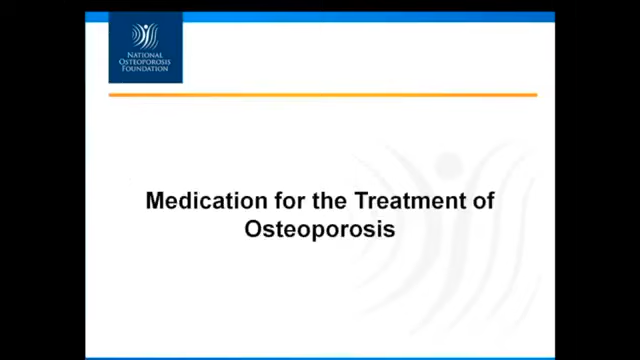 NATIONAL
OSTEOPOROSIS
FOUNDATION
Medication for the Treatment of
Osteoporosis